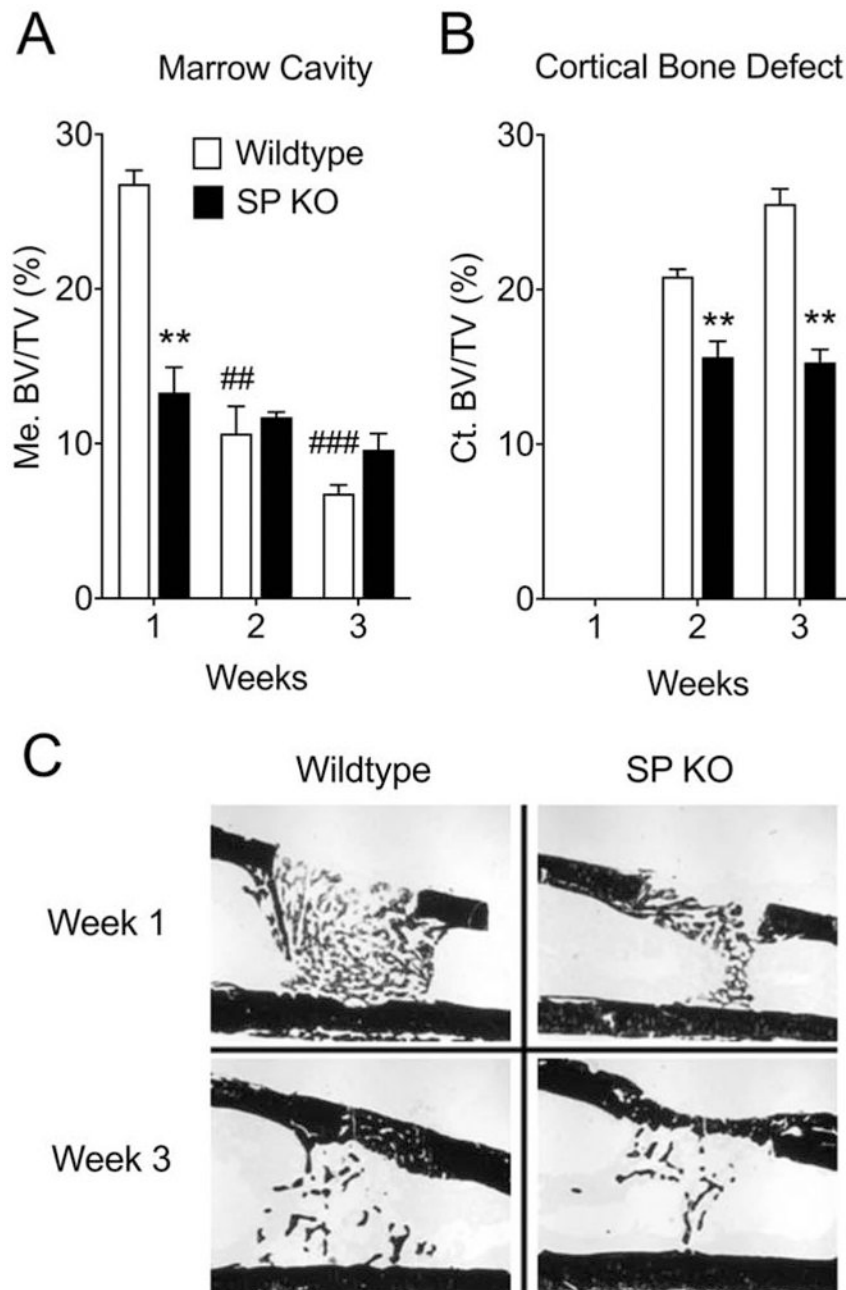 A
Marrow Cavity
30
20
10
0
Me. BV/TV (%)
Wildtype
SP KO
**
##
###
1 2 3
Weeks
B
Cortical Bone Defect
30
20
10
0
Ct. BV/TV (%)
**
**
1 2 3
Weeks
C
Wildtype SP KO
Week 1
Week 3